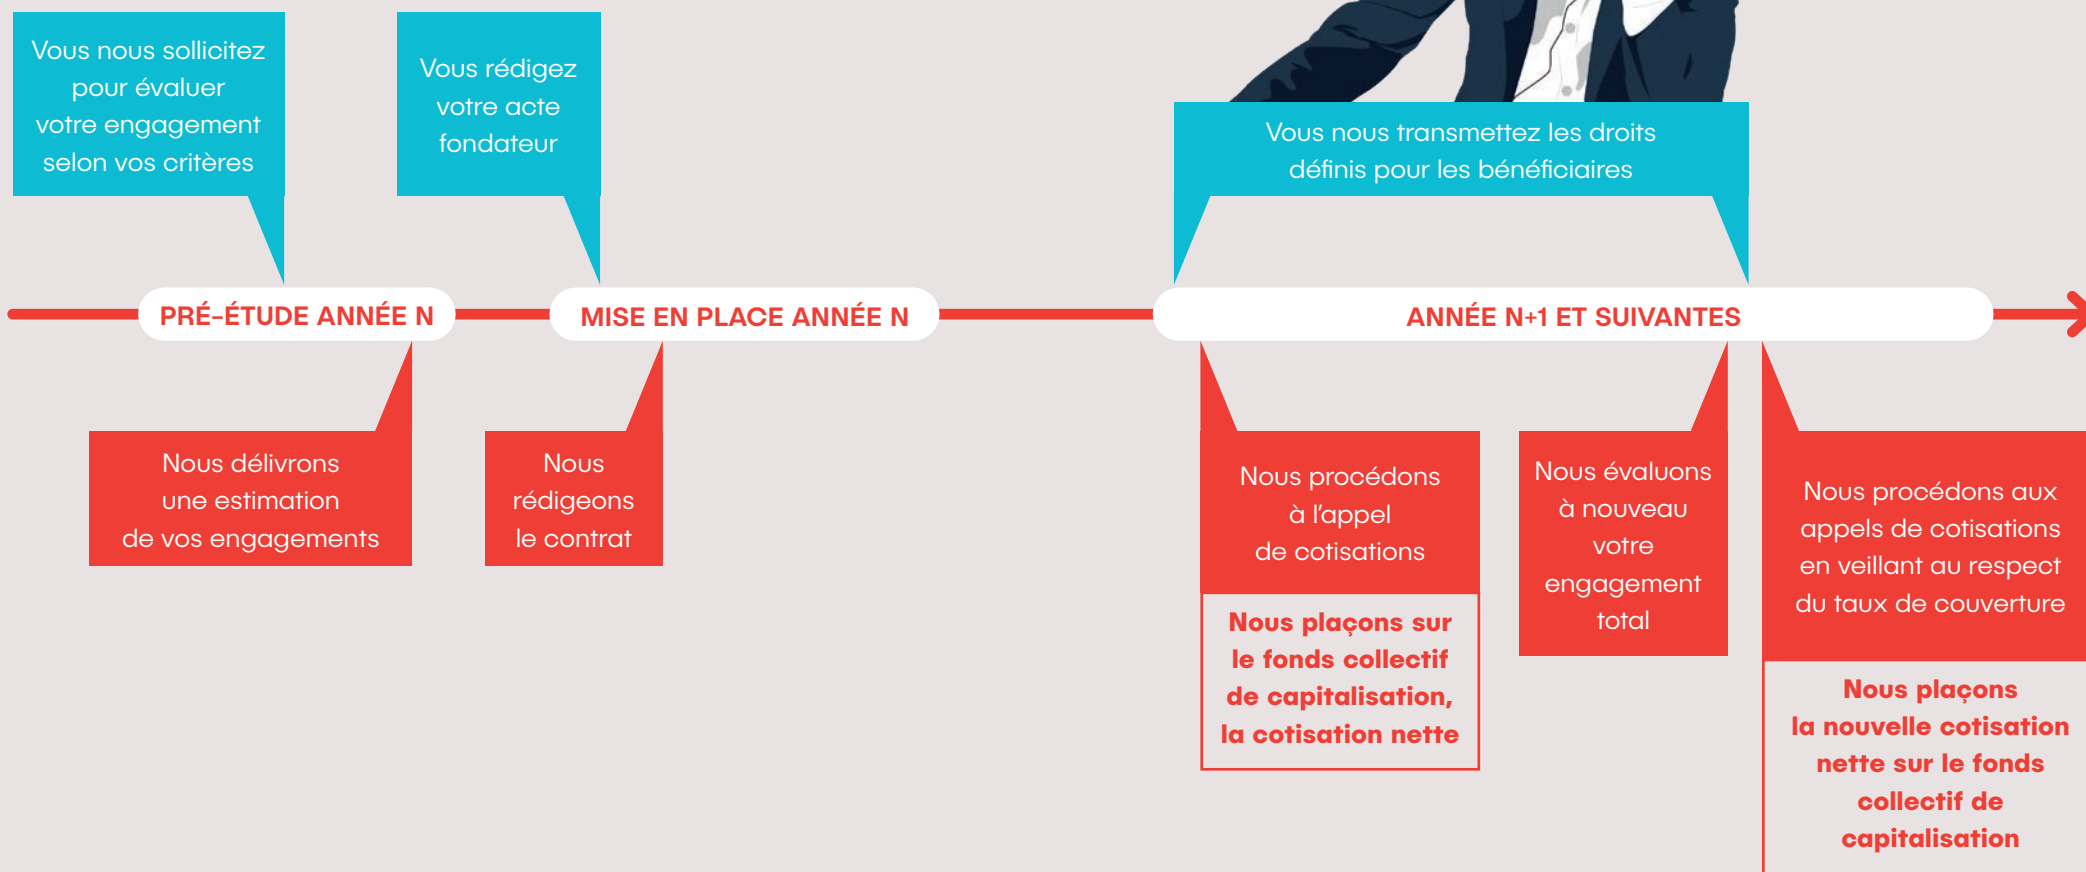 Vous nous sollicitez
pour évaluer
votre engagement
selon vos critères
Vous rédigez
votre acte
fondateur
Vous nous transmettez les droits
définis pour les bénéficiaires
PRÉ-ÉTUDE ANNÉE N
MISE EN PLACE ANNÉE N
ANNÉE N+1 ET SUIVANTES
Nous délivrons
une estimation
de vos engagements
Nous
rédigeons
le contrat
Nous procédons
à l’appel
de cotisations
Nous plaçons sur
le fonds collectif
de capitalisation,
la cotisation nette
Nous évaluons
à nouveau
votre
engagement
total
Nous procédons aux
appels de cotisations
en veillant au respect
du taux de couverture
Nous plaçons
la nouvelle cotisation
nette sur le fonds
collectif de
capitalisation